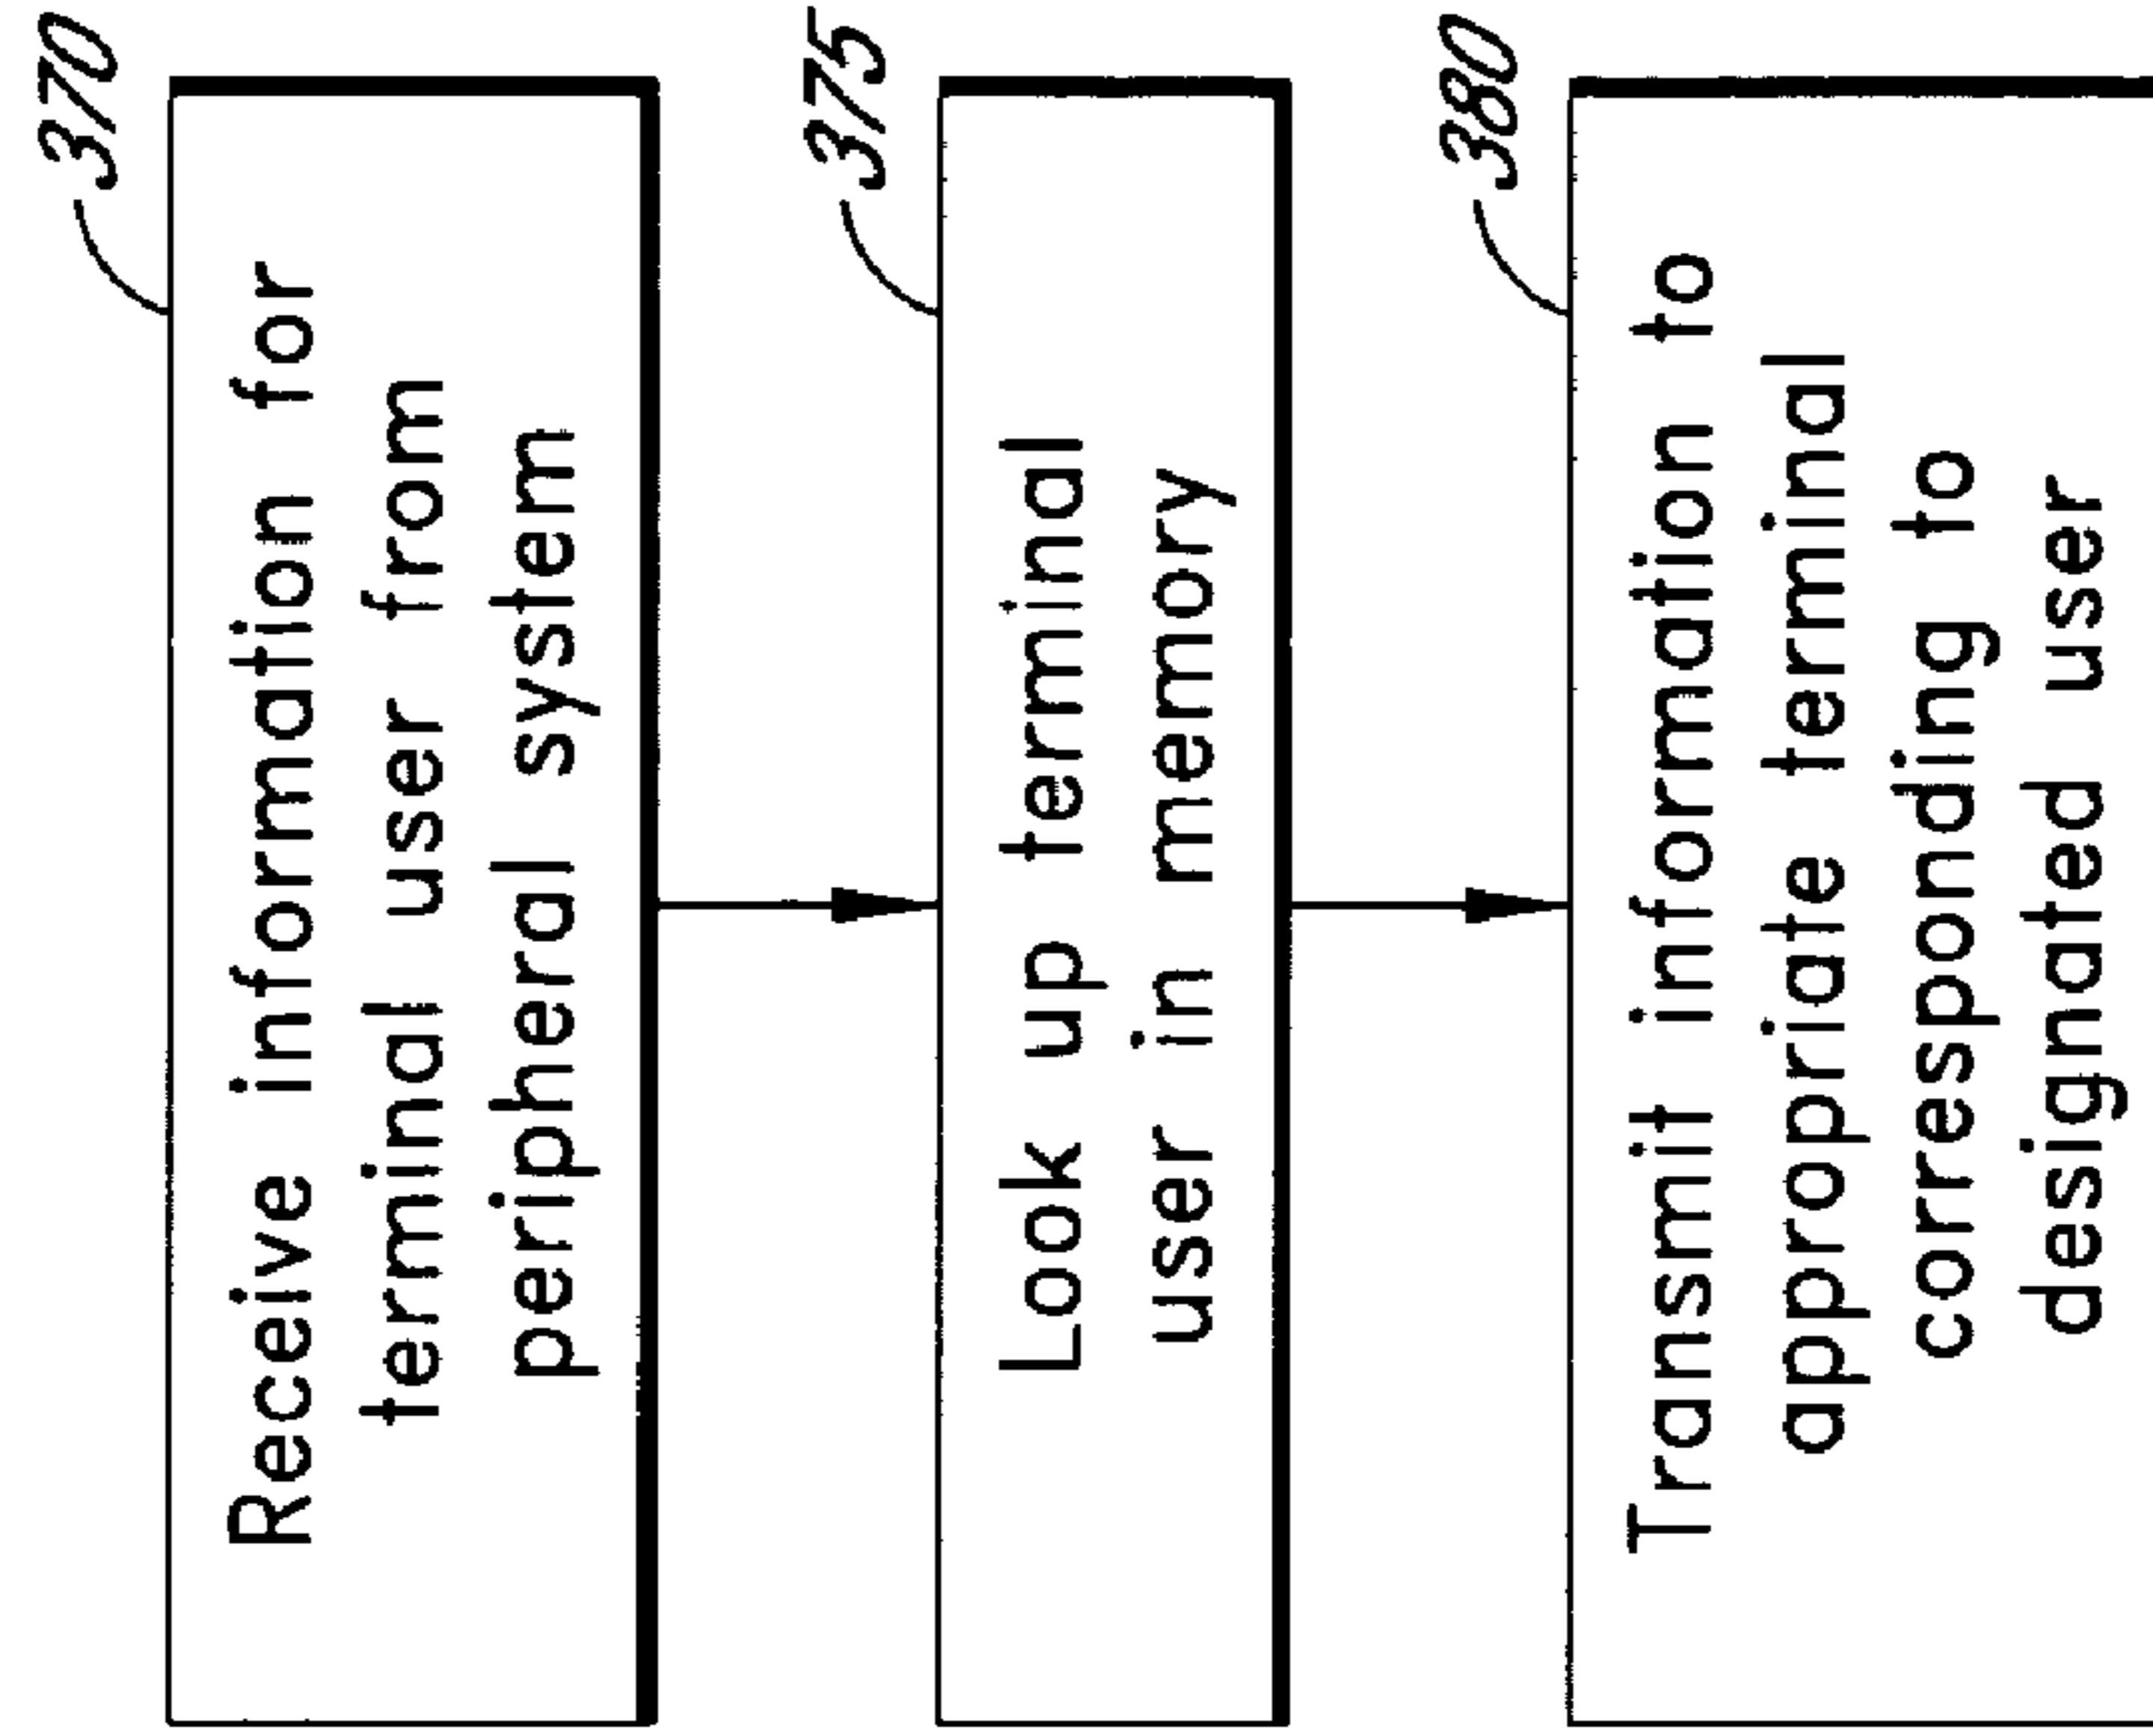 370
Receive information for
terminal user from
peripheral system
375
Look up terminal
user in memory
380
Transmit information to
appropriate terminal
corresponding to
designated user